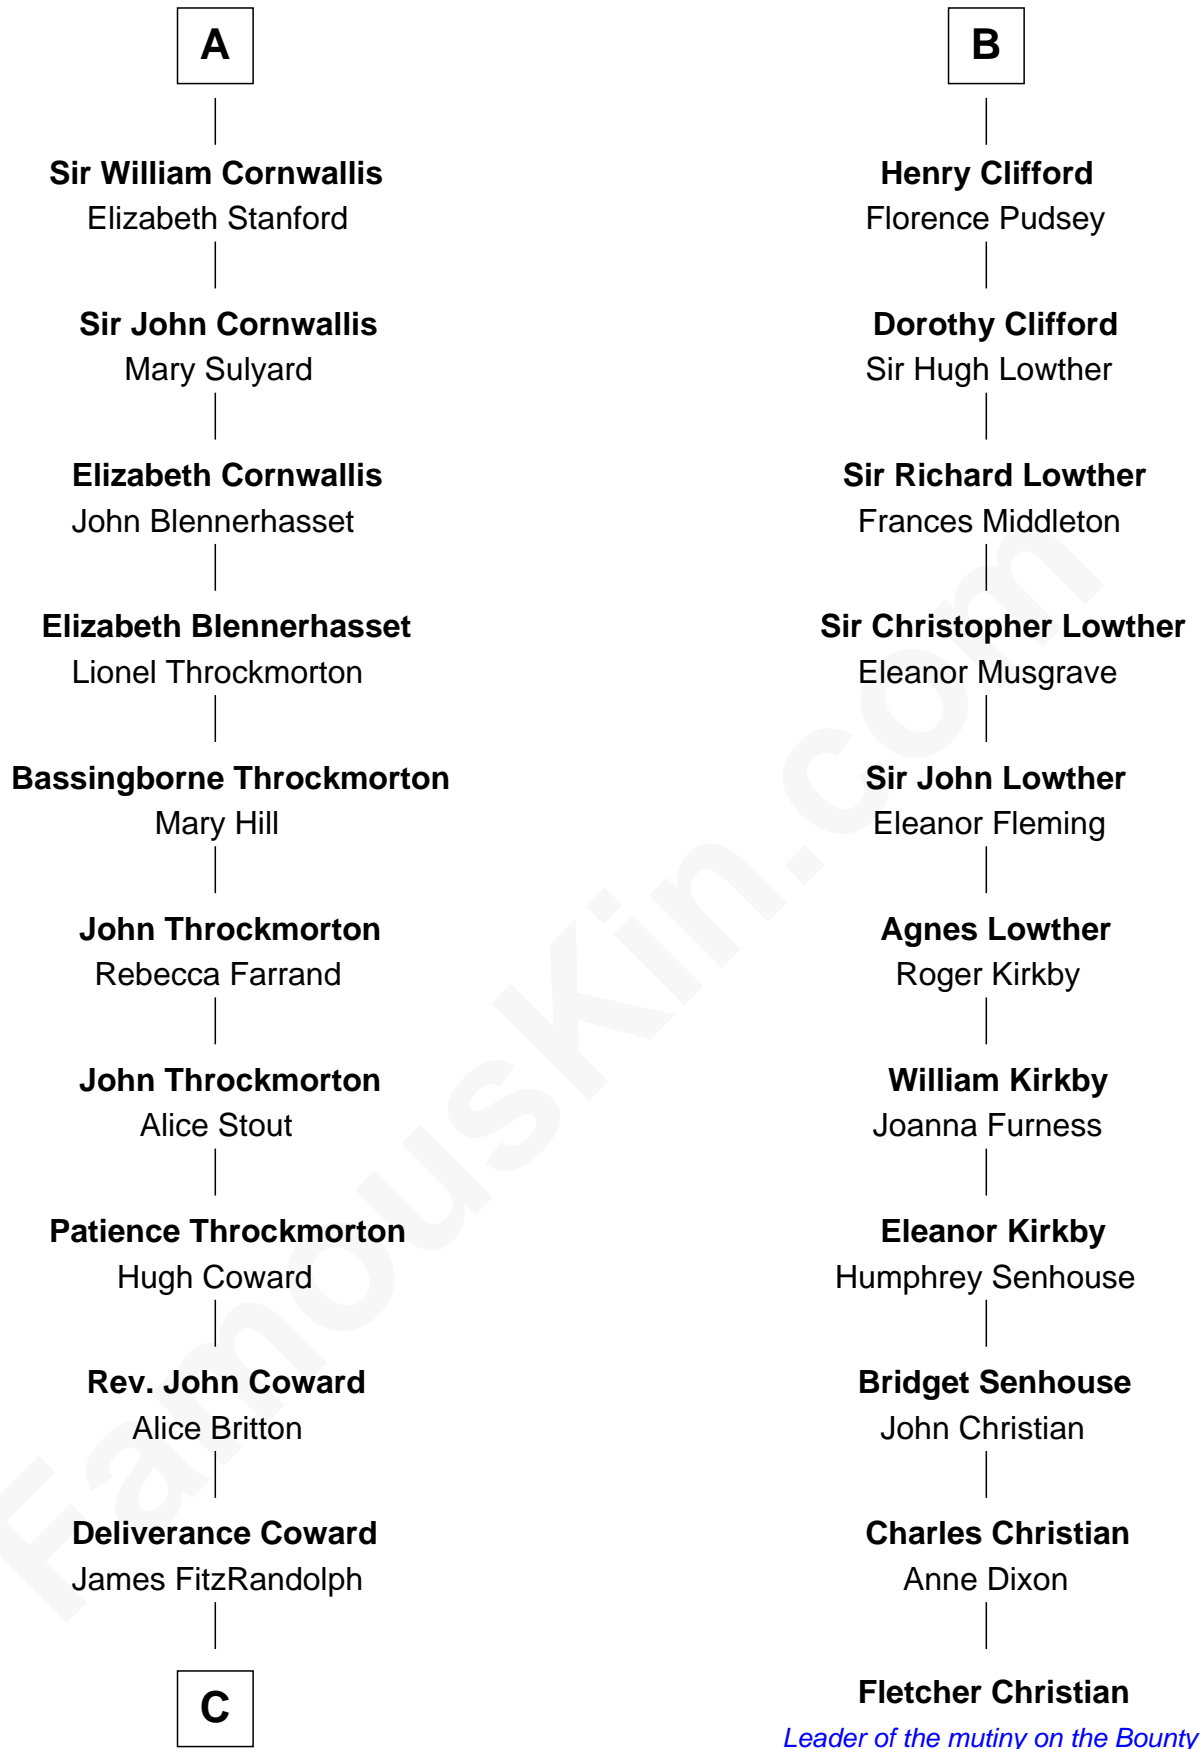 A
Sir William Cornwallis
Elizabeth Stanford
Sir John Cornwallis
Mary Sulyard
Elizabeth Cornwallis
John Blennerhasset
Elizabeth Blennerhasset
Lionel Throckmorton
Bassingborne Throckmorton
Mary Hill
John Throckmorton
Rebecca Farrand
John Throckmorton
Alice Stout
Patience Throckmorton
Hugh Coward
Rev. John Coward
Alice Britton
Deliverance Coward
James FitzRandolph
C
B
Henry Clifford
Florence Pudsey
Dorothy Clifford
Sir Hugh Lowther
Sir Richard Lowther
Frances Middleton
Sir Christopher Lowther
Eleanor Musgrave
Sir John Lowther
Eleanor Fleming
Agnes Lowther
Roger Kirkby
William Kirkby
Joanna Furness
Eleanor Kirkby
Humphrey Senhouse
Bridget Senhouse
John Christian
Charles Christian
Anne Dixon
Fletcher Christian
Leader of the mutiny on the Bounty
FamousKin.com